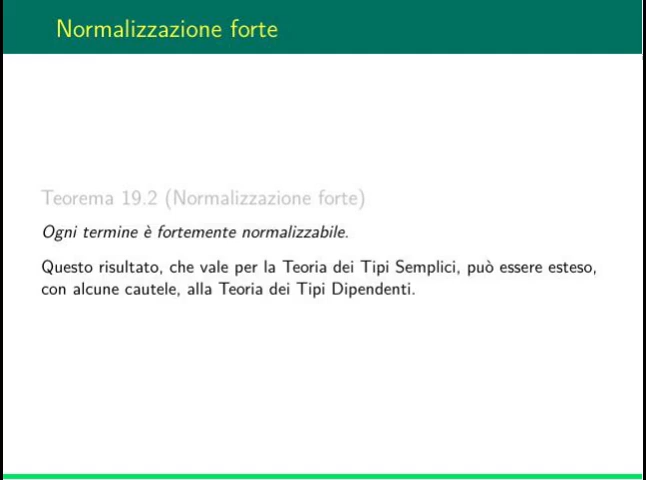 Normalizzazione forte
Teorema 19.2 (Normalizzazione forte)
Ogni termine è fortemente normalizzabile.
Questo risultato, che vale per la Teoria dei Tipi Semplici, può essere esteso,
con alcune cautele, alla Teoria dei Tipi Dipendenti.